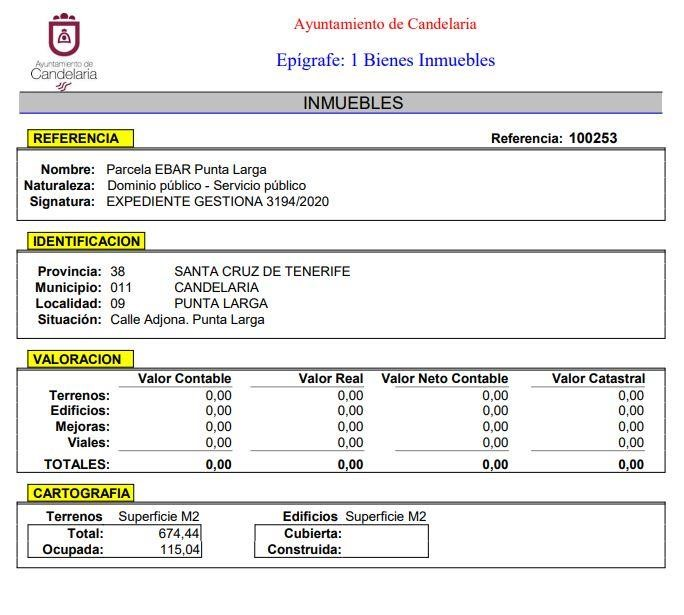 Ayuntamiento de Candelaria
Ayuntamiento de
Candelaria
Epígrafe: 1 Bienes Inmuebles
INMUEBLES
REFERENCIA Referencia: 100253
Nombre: Parcela EBAR Punta Larga
Naturaleza: Dominio público - Servicio público
Signatura: EXPEDIENTE GESTIONA 3194/2020
IDENTIFICACION
Provincia: 38 SANTA CRUZ DE TENERIFE
Municipio: 011 CANDELARIA
Localidad: 09 PUNTA LARGA
Situación: Calle Adjona. Punta Larga
VALORACION
Valor Contable Valor Real Valor Neto Contable Valor Catastral
Terrenos: 0,00 0,00 0,00 0,00
Edificios: 0,00 0,00 0,00 0,00
Mejoras: 0,00 0,00 0,00 0,00
Viales: 0,00 0,00 0,00 0,00
TOTALES: 0,00 0,00 0,00 0,00
CARTOGRAFIA
Terrenos Superficie M2 Edificios Superficie M2
Total: 674,44 Cubierta:
Ocupada: 115,04 Construida: